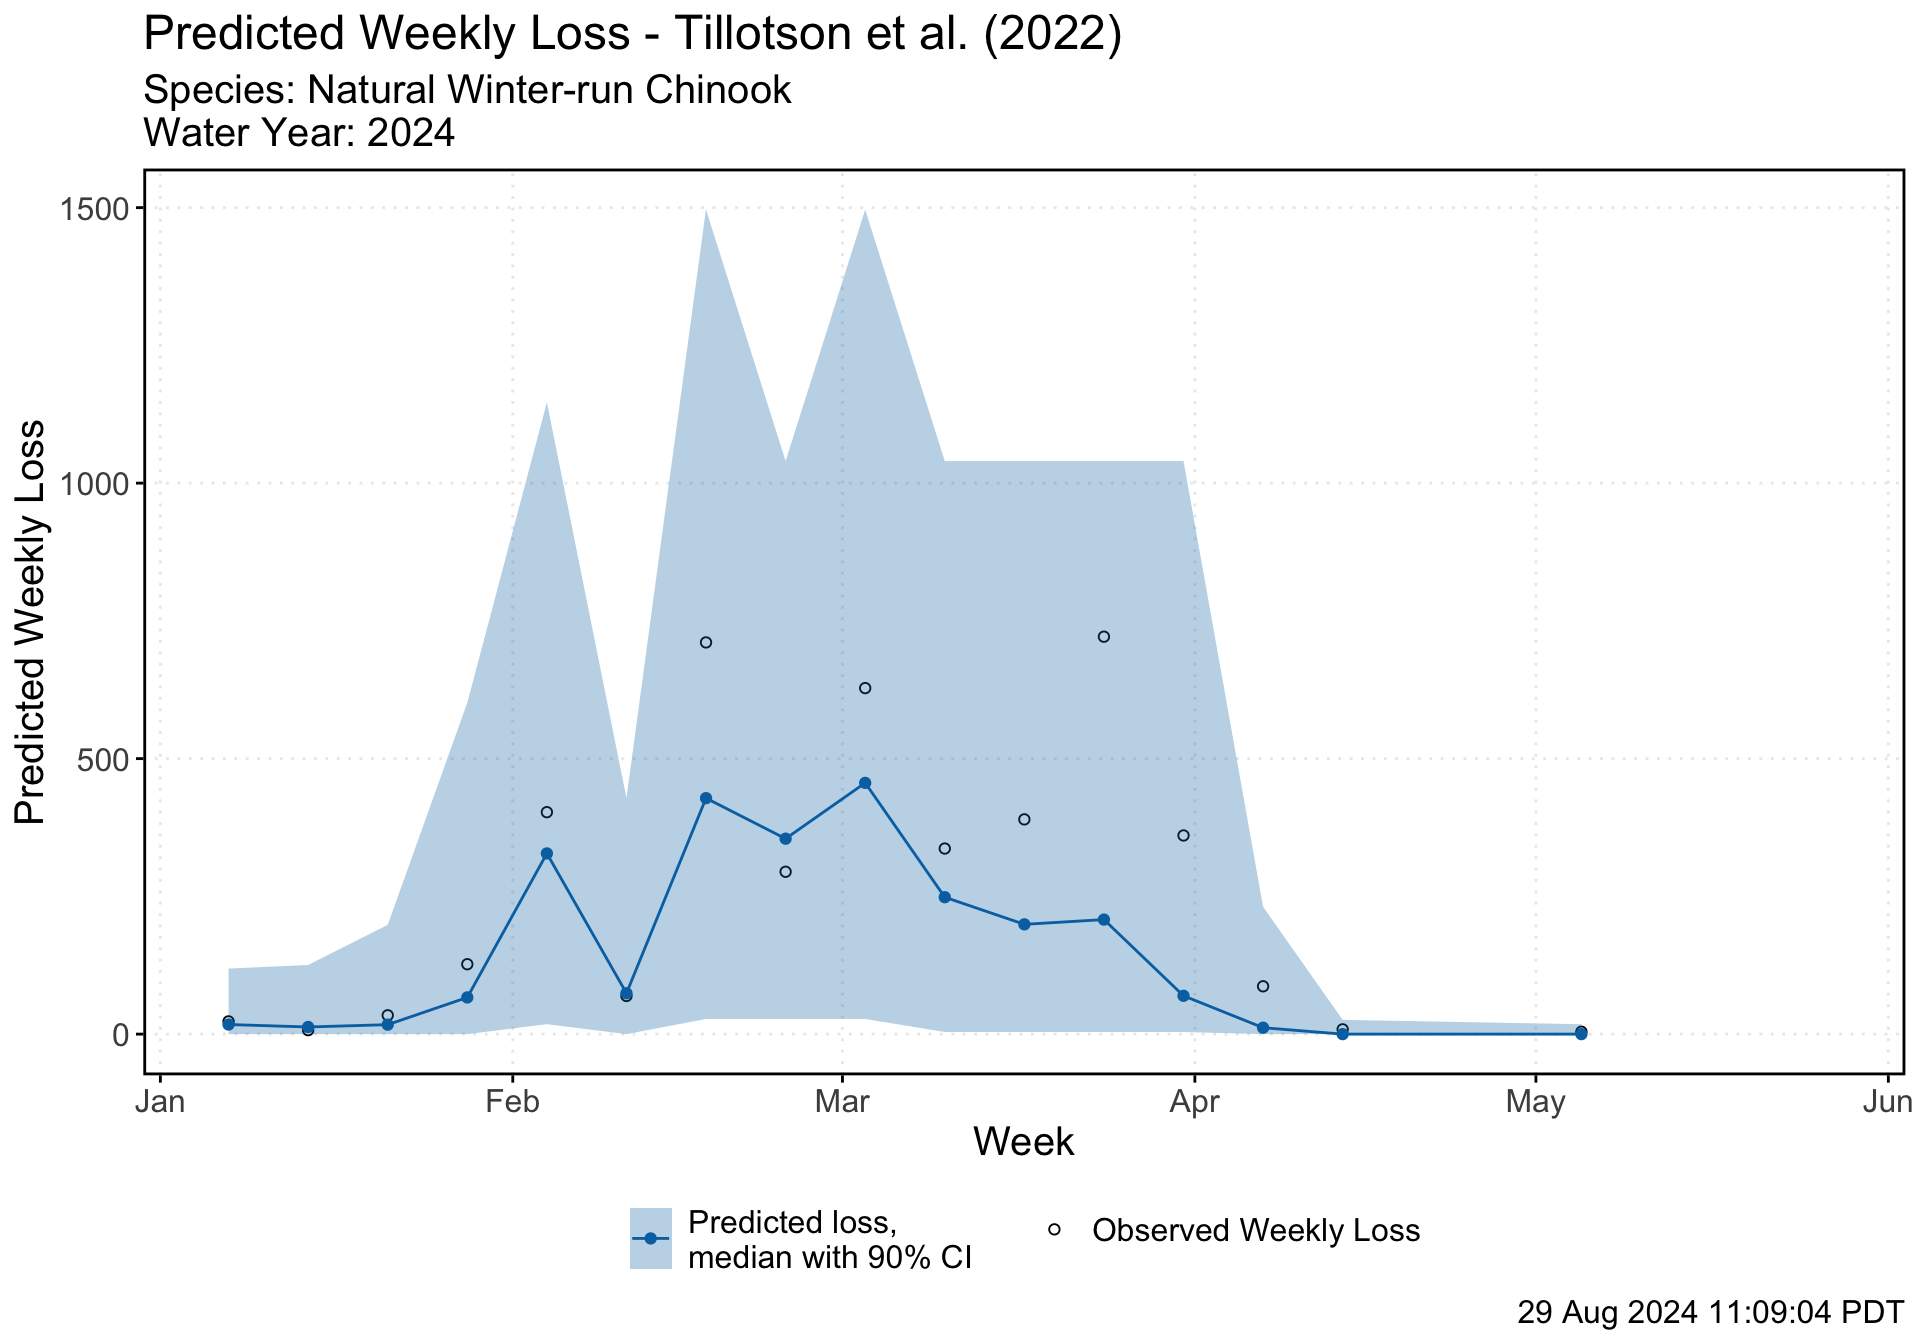 Predicted Weekly Loss - Tillotson et al. (2022)
Species: Natural Winter-run Chinook
Water Year: 2024
Predicted Weekly Loss
1500
1000
500
0
Jan Feb Mar Apr May Jun
Week
Predicted loss,
median with 90% CI
Observed Weekly Loss
29 Aug 2024 11:09:04 PDT